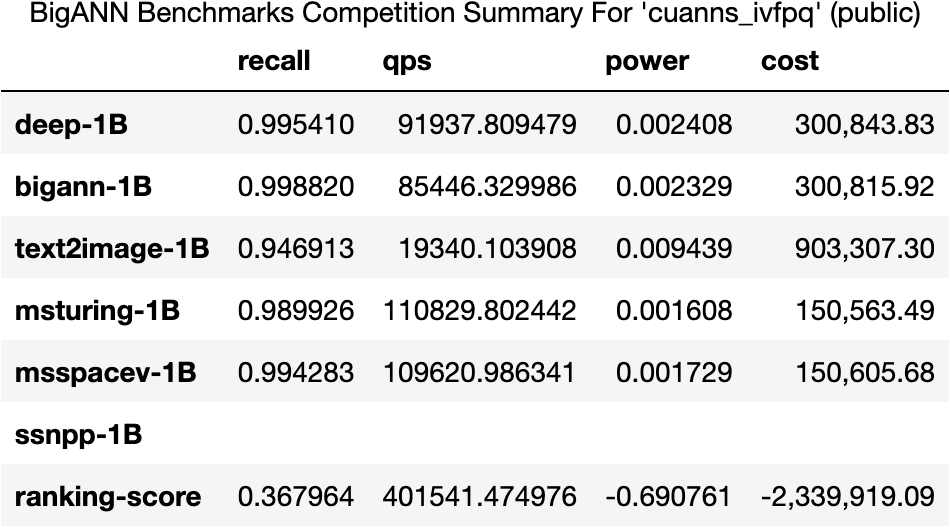 BigANN Benchmarks Competition Summary For 'cuanns_ivfpq' (public)
recall qps power cost
deep-1B 0.995410 91937.809479 0.002408 300,843.83
bigann-1B 0.998820 85446.329986 0.002329 300,815.92
text2image-1B 0.946913 19340.103908 0.009439 903,307.30
msturing-1B 0.989926 110829.802442 0.001608 150,563.49
msspacev-1B 0.994283 109620.986341 0.001729 150,605.68
ssnpp-1B
ranking-score 0.367964 401541.474976 -0.690761 -2,339,919.09